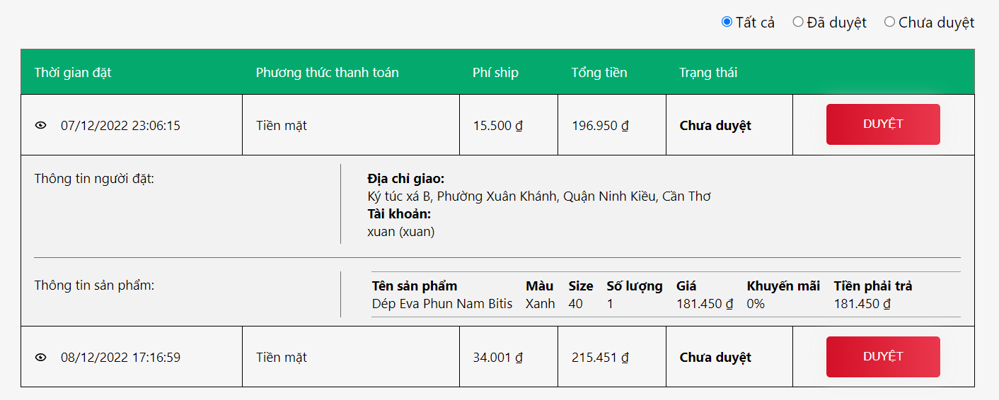 Tất cả Đã duyệt Chưa duyệt
Thời gian đặt Phương thức thanh toán Phí ship Tổng tiền Trạng thái
07/12/2022 23:06:15 Tiền mặt 15.500 ₫ 196.950 ₫ Chưa duyệt DUYỆT
Thông tin người đặt: Địa chỉ giao:
Ký túc xá B, Phường Xuân Khánh, Quận Ninh Kiều, Cần Thơ
Tài khoản:
xuan (xuan)
Thông tin sản phẩm: Tên sản phẩm Màu Size Số lượng Giá Khuyến mãi Tiền phải trả
Dép Eva Phun Nam Bitis Xanh 40 1 181.450 ₫ 0% 181.450 ₫
08/12/2022 17:16:59 Tiền mặt 34.001 ₫ 215.451 ₫ Chưa duyệt DUYỆT